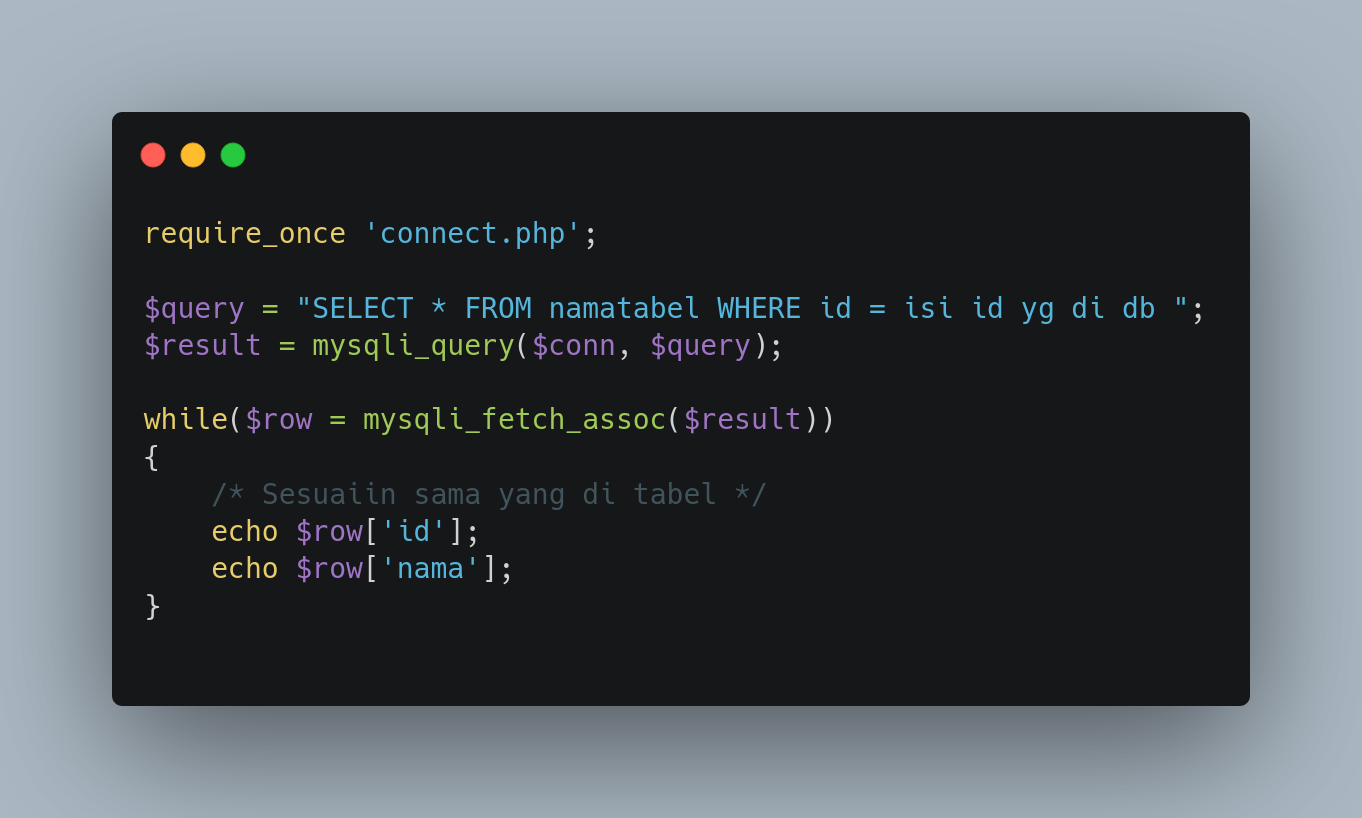 require_once 'connect.php';
$query = "SELECT * FROM namatabel WHERE id = isi id yg di db ";
$result = mysqli_query($conn, $query);
while($row = mysqli_fetch_assoc($result))
{
    /* Sesuaiin sama yang di tabel */
    echo $row['id'];
    echo $row['nama'];
}